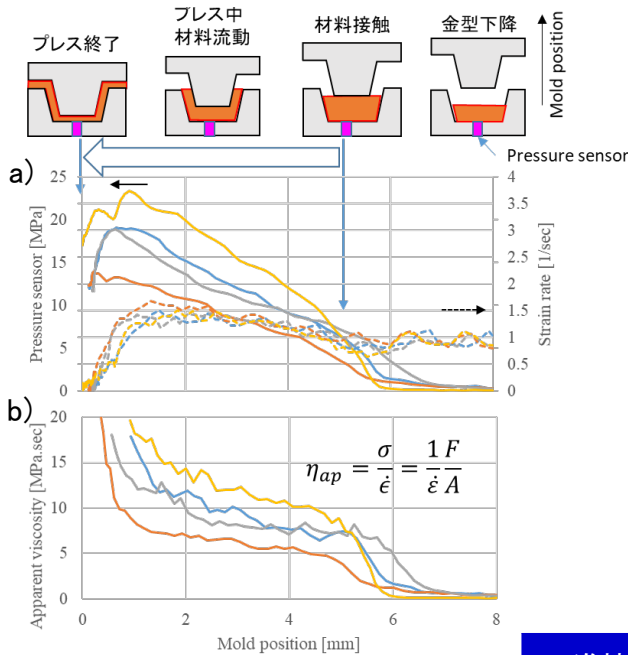 プレス終了
プレス中
材料流動
材料接触
金型下降
Mold position
Pressure sensor
a)
25
20
15
10
5
0
Pressure sensor [MPa]
4
3.5
3
2.5
2
1.5
1
0.5
0
Strain rate [1/sec]
b)
20
15
10
5
0
Apparent viscosity [MPa.sec]
η_ap = σ/ε̇ = 1/ε̇ F/A
0 2 4 6 8
Mold position [mm]